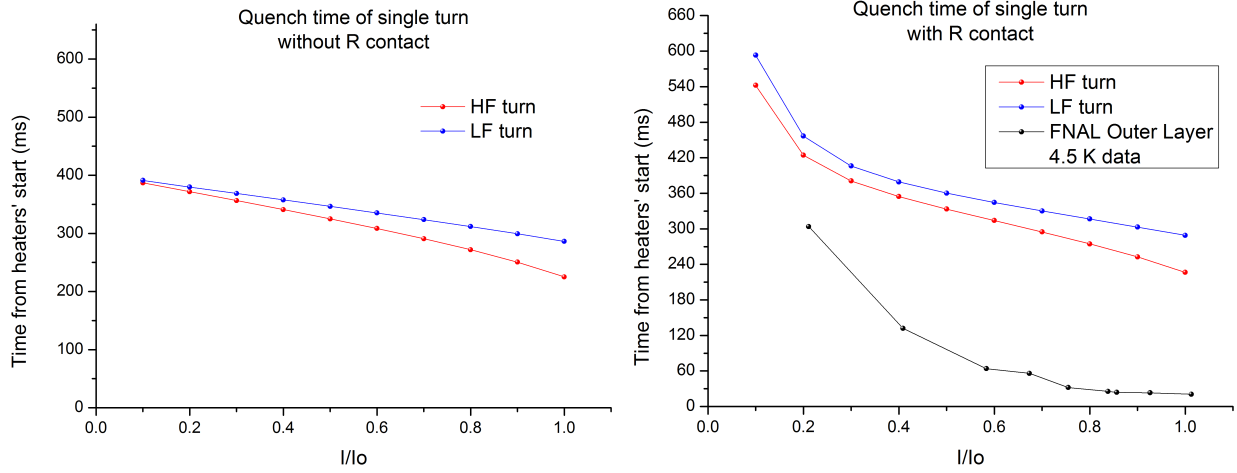 Quench time of single turn
without R contact
Time from heaters' start (ms)
600
500
400
300
200
100
0
HF turn
LF turn
0.0 0.2 0.4 0.6 0.8 1.0
I/Io
Quench time of single turn
with R contact
Time from heaters' start (ms)
660
600
540
480
420
360
300
240
180
120
60
0
HF turn
LF turn
FNAL Outer Layer
4.5 K data
0.0 0.2 0.4 0.6 0.8 1.0
I/Io